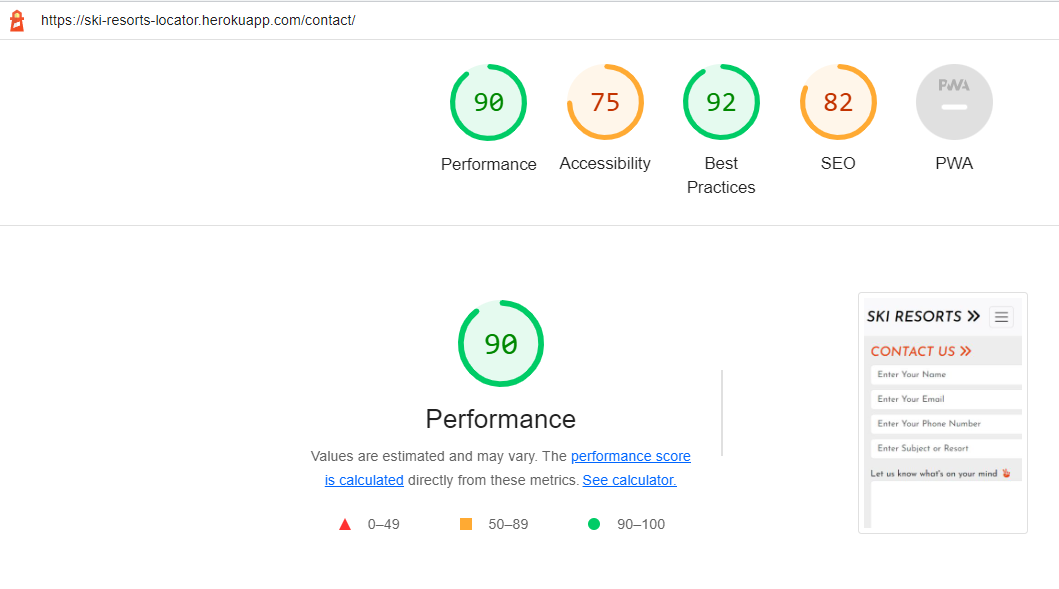 https://ski-resorts-locator.herokuapp.com/contact/
90
75
92
82
PWA
Performance
Accessibility
Best
Practices
SEO
PWA
90
Performance
Values are estimated and may vary. The performance score
is calculated directly from these metrics. See calculator.
0–49
50–89
90–100
SKI RESORTS
CONTACT US
Enter Your Name
Enter Your Email
Enter Your Phone Number
Enter Subject or Resort
Let us know what's on your mind